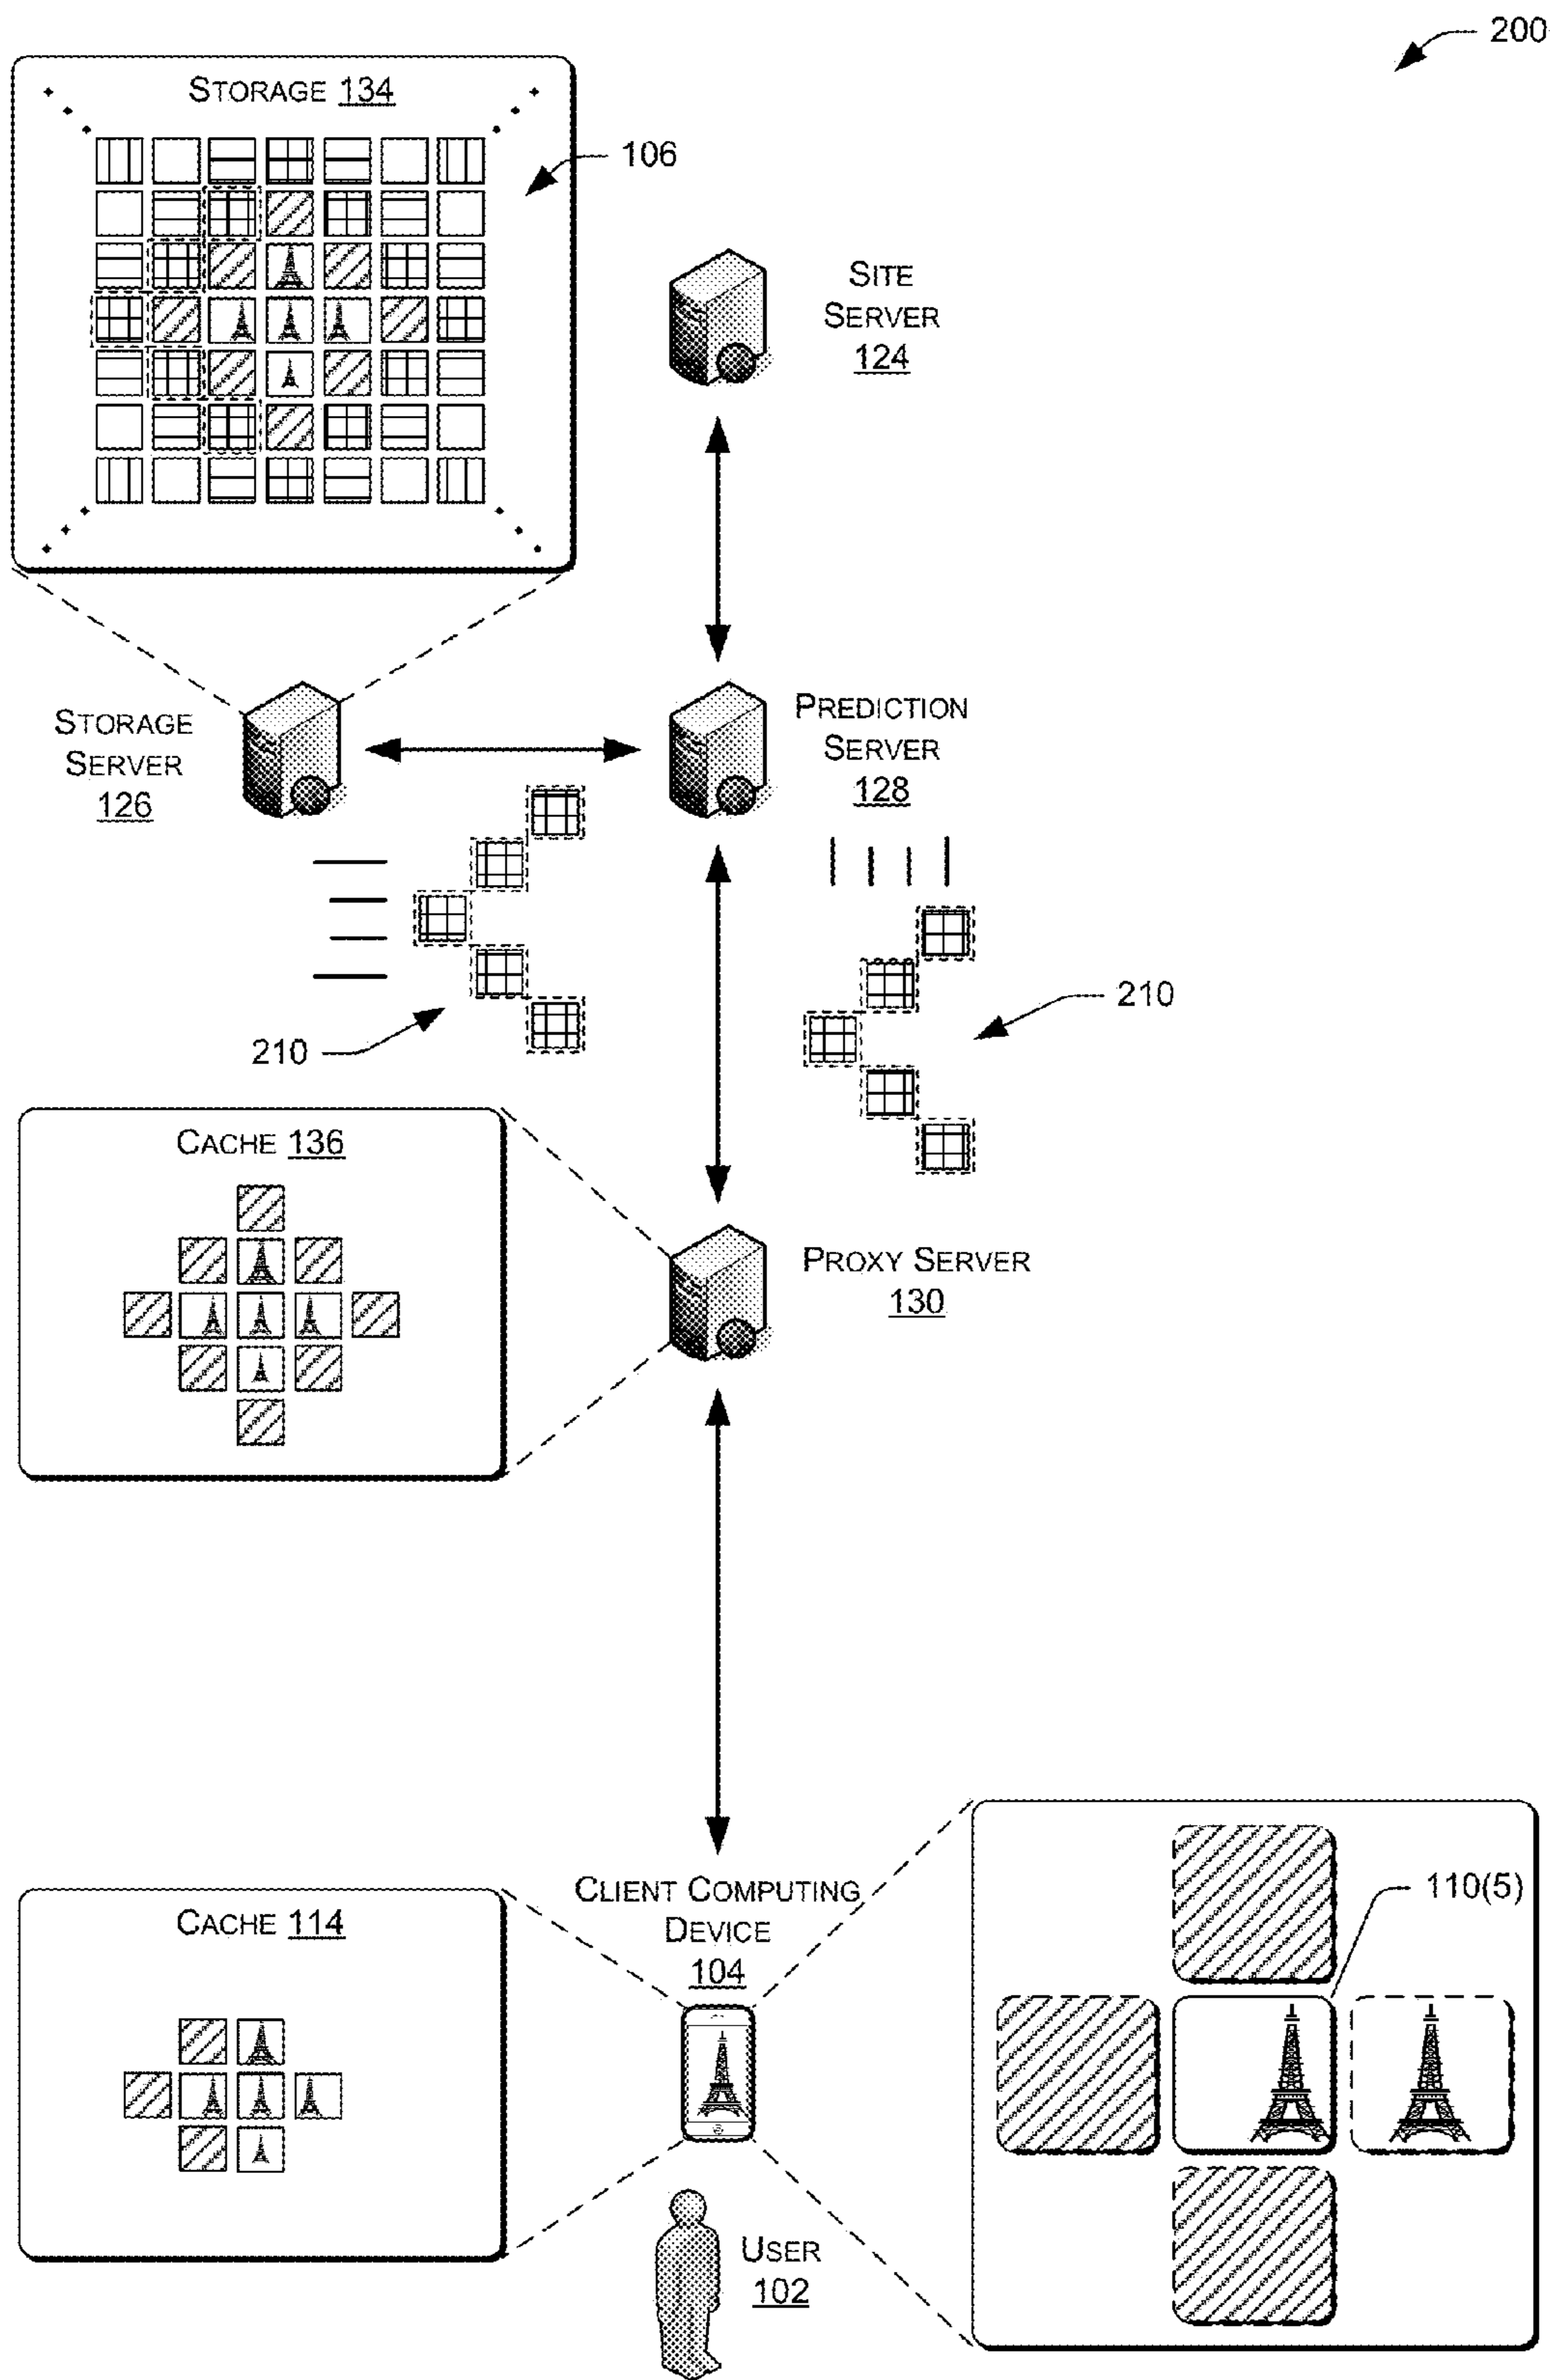 200
STORAGE 134
106
SITE
SERVER
124
STORAGE
SERVER
126
PREDICTION
SERVER
128
210
210
CACHE 136
PROXY SERVER
130
CLIENT COMPUTING
DEVICE
104
110(5)
CACHE 114
USER
102